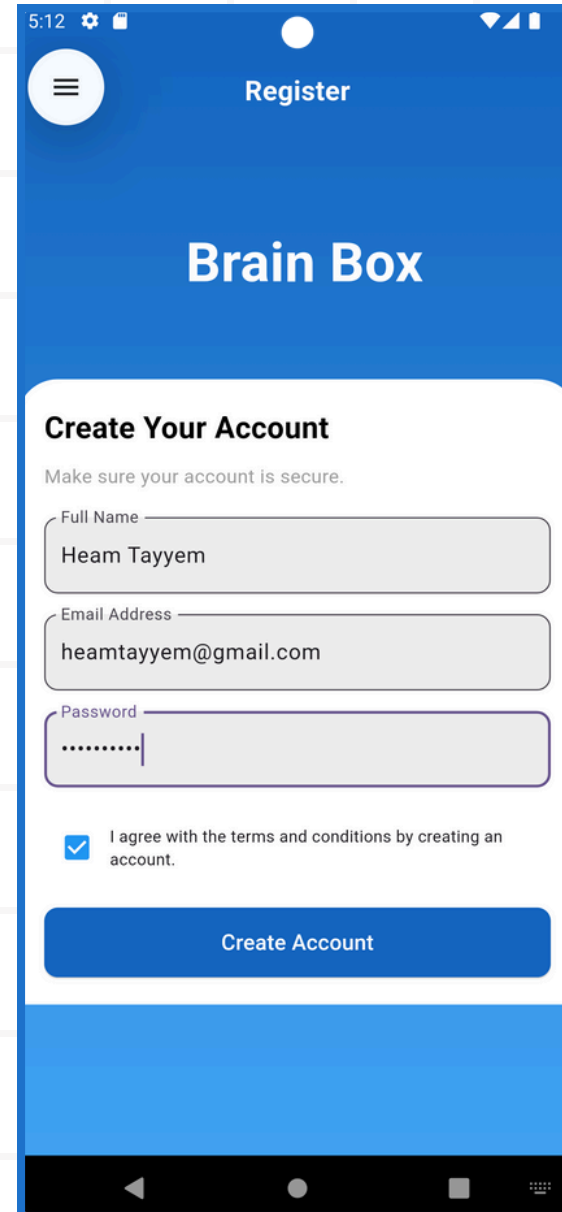 5:12
Register
Brain Box
Create Your Account
Make sure your account is secure.
Full Name
Heam Tayyem
Email Address
heamtayyem@gmail.com
Password
••••••••••
I agree with the terms and conditions by creating an
account.
Create Account